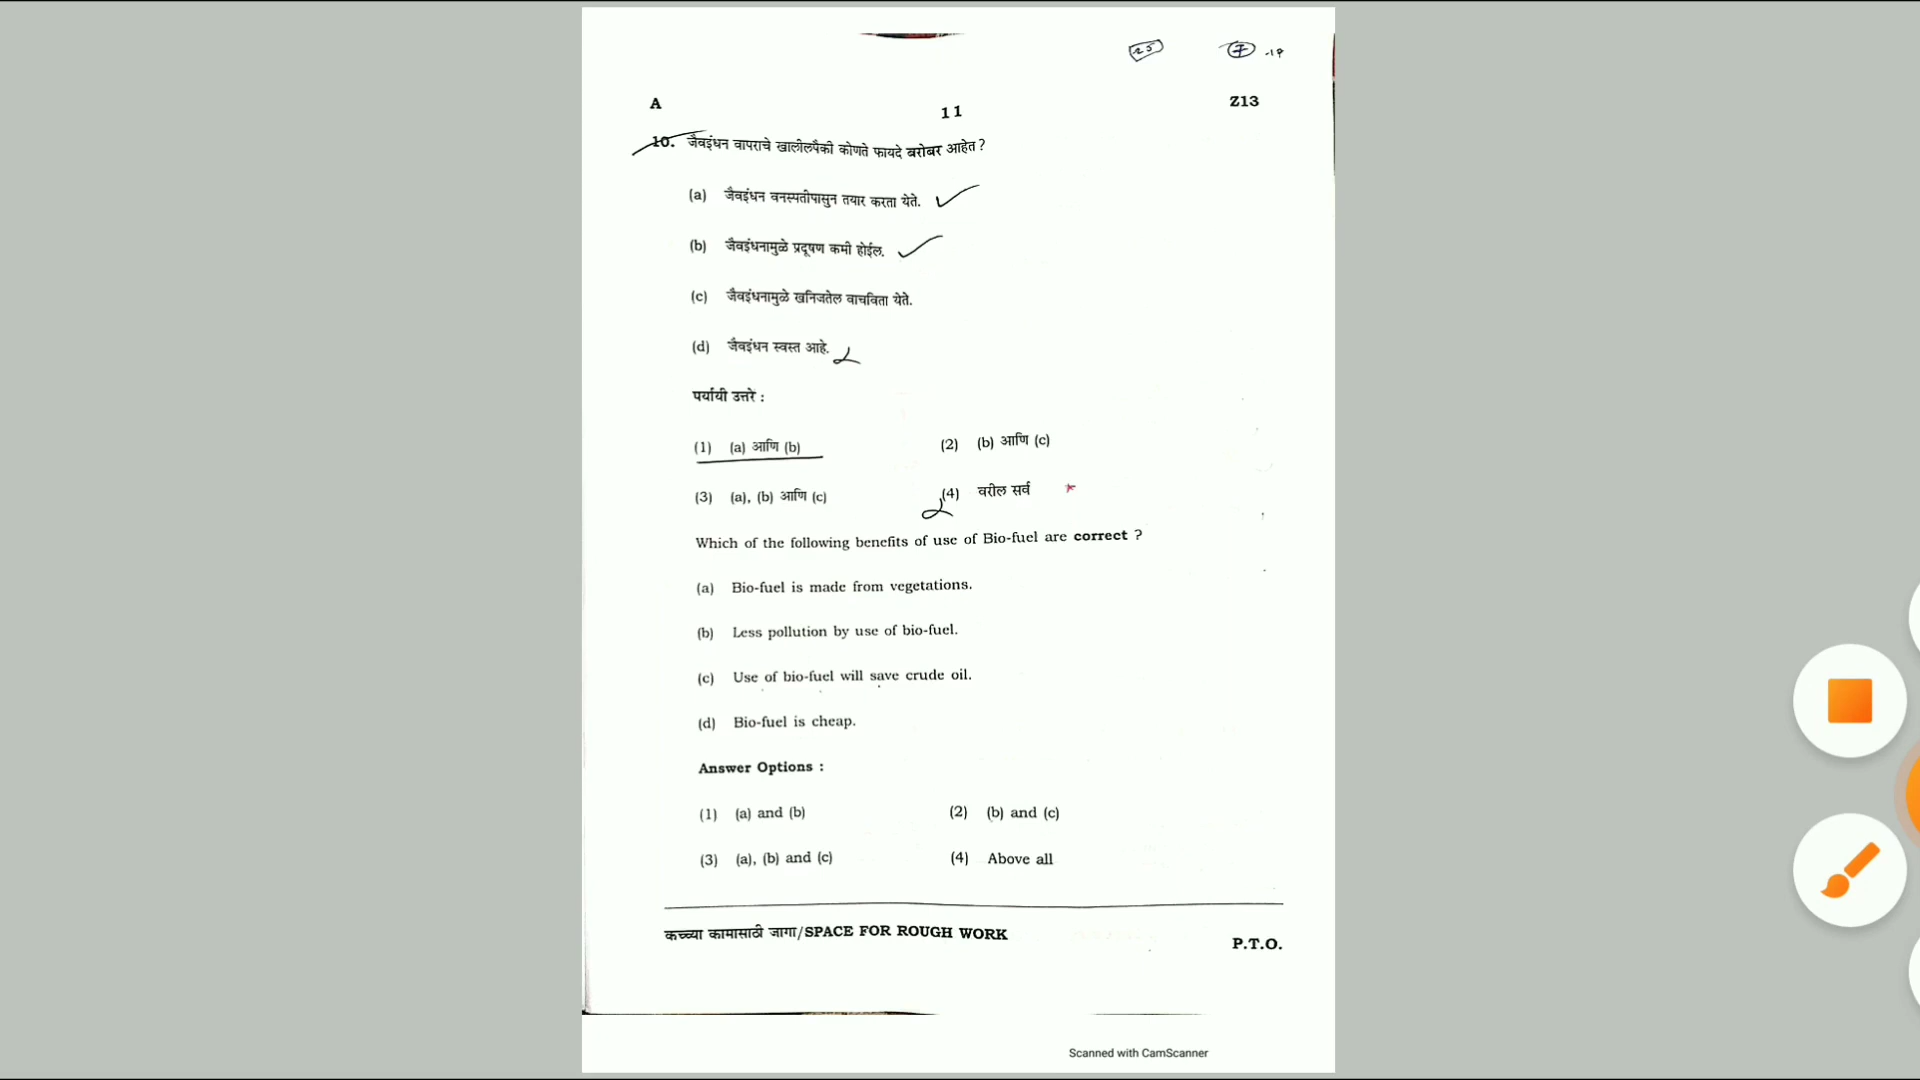 25 7 -19
A 11 Z13
10. जैवइंधन वापराचे खालीलपैकी कोणते फायदे बरोबर आहेत ?
(a) जैवइंधन वनस्पतीपासुन तयार करता येते.
(b) जैवइंधनामुळे प्रदूषण कमी होईल.
(c) जैवइंधनामुळे खनिजतेल वाचविता येते.
(d) जैवइंधन स्वस्त आहे.
पर्यायी उत्तरे :
(1) (a) आणि (b) (2) (b) आणि (c)
(3) (a), (b) आणि (c) (4) वरील सर्व
Which of the following benefits of use of Bio-fuel are correct ?
(a) Bio-fuel is made from vegetations.
(b) Less pollution by use of bio-fuel.
(c) Use of bio-fuel will save crude oil.
(d) Bio-fuel is cheap.
Answer Options :
(1) (a) and (b) (2) (b) and (c)
(3) (a), (b) and (c) (4) Above all
कच्च्या कामासाठी जागा/SPACE FOR ROUGH WORK
P.T.O.
Scanned with CamScanner